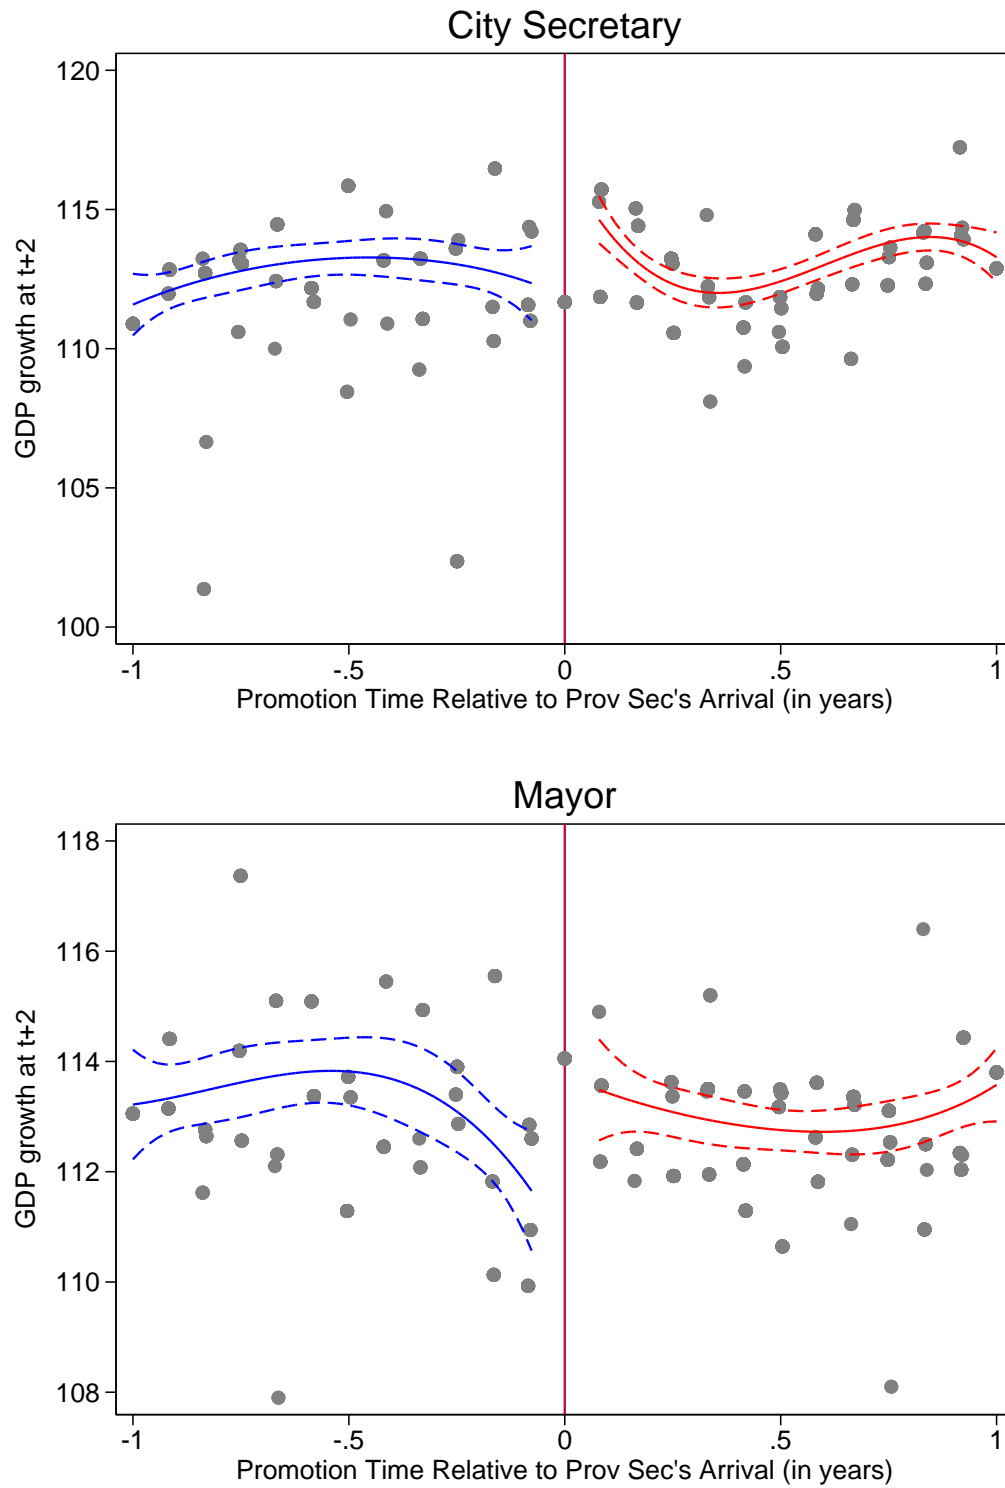 City Secretary
120
115
110
105
100
GDP growth at t+2
-1 -.5 0 .5 1
Promotion Time Relative to Prov Sec's Arrival (in years)
Mayor
118
116
114
112
110
108
GDP growth at t+2
-1 -.5 0 .5 1
Promotion Time Relative to Prov Sec's Arrival (in years)